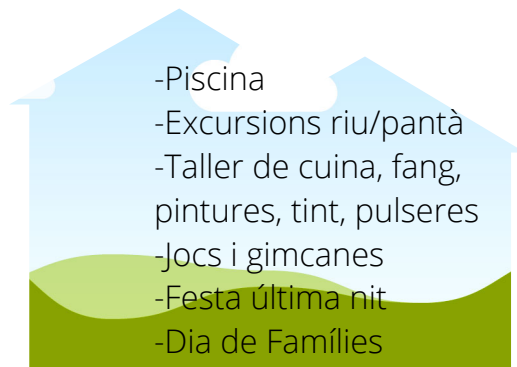 -Piscina
-Excursions riu/pantà
-Taller de cuina, fang,
pintures, tint, pulseres
-Jocs i gimcanes
-Festa última nit
-Dia de Famílies